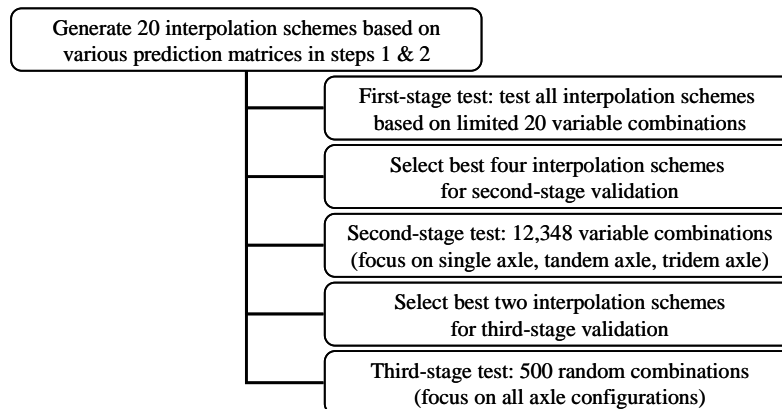 Generate 20 interpolation schemes based on
various prediction matrices in steps 1 & 2
First-stage test: test all interpolation schemes
based on limited 20 variable combinations
Select best four interpolation schemes
for second-stage validation
Second-stage test: 12,348 variable combinations
(focus on single axle, tandem axle, tridem axle)
Select best two interpolation schemes
for third-stage validation
Third-stage test: 500 random combinations
(focus on all axle configurations)